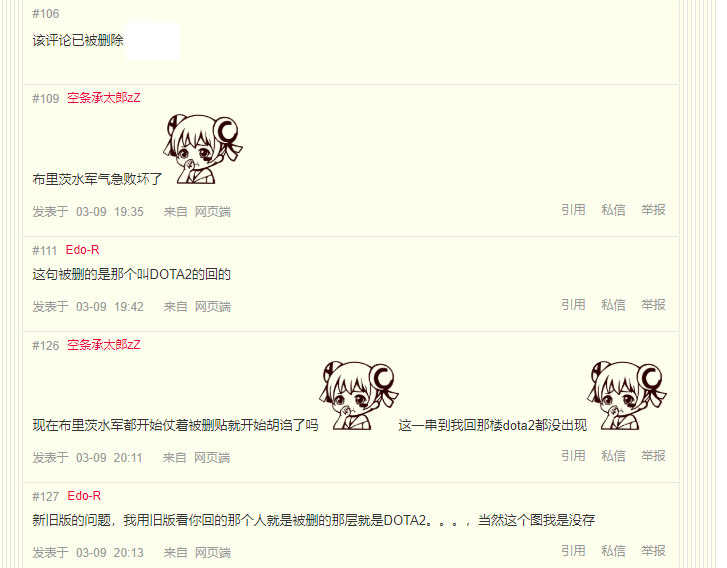 #106
该评论已被删除
#109 空条承太郎zZ
布里茨水军气急败坏了
发表于 03-09 19:35 来自 网页端 引用 私信 举报
#111 Edo-R
这句被删的是那个叫DOTA2的回的
发表于 03-09 19:42 来自 网页端 引用 私信 举报
#126 空条承太郎zZ
现在布里茨水军都开始仗着被删贴就开始胡诌了吗 这一串到我回那楼dota2都没出现
发表于 03-09 20:11 来自 网页端 引用 私信 举报
#127 Edo-R
新旧版的问题，我用旧版看你回的那个人就是被删的那层就是DOTA2。。。，当然这个图我是没存
发表于 03-09 20:13 来自 网页端 引用 私信 举报